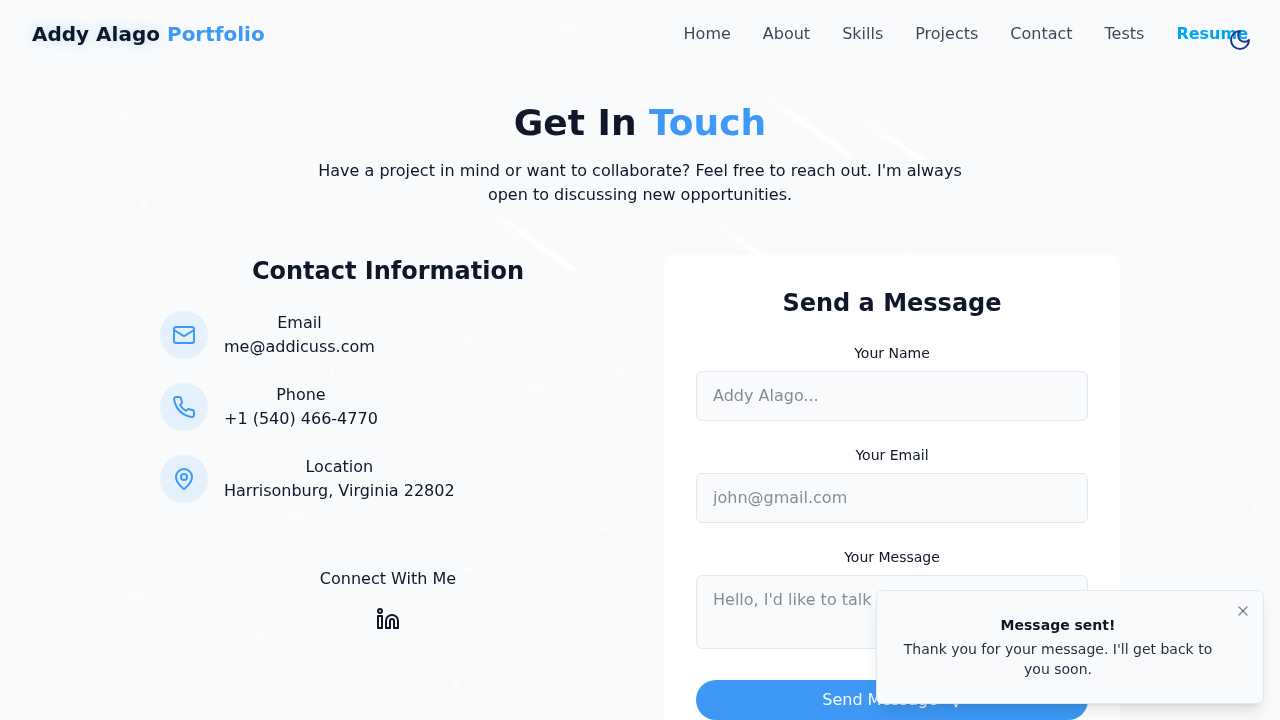 Addy Alago Portfolio
Home About Skills Projects Contact Tests Resume
Get In Touch
Have a project in mind or want to collaborate? Feel free to reach out. I'm always
open to discussing new opportunities.
Contact Information
Email
me@addicuss.com
Phone
+1 (540) 466-4770
Location
Harrisonburg, Virginia 22802
Connect With Me
Send a Message
Your Name
Addy Alago...
Your Email
john@gmail.com
Your Message
Hello, I'd like to talk
Send Message
Message sent!
Thank you for your message. I'll get back to
you soon.